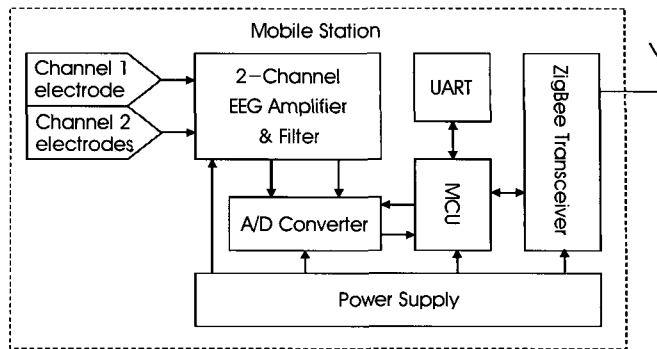 Mobile Station
Channel 1
electrode
Channel 2
electrodes
2-Channel
EEG Amplifier
& Filter
UART
ZigBee Transceiver
MCU
A/D Converter
Power Supply